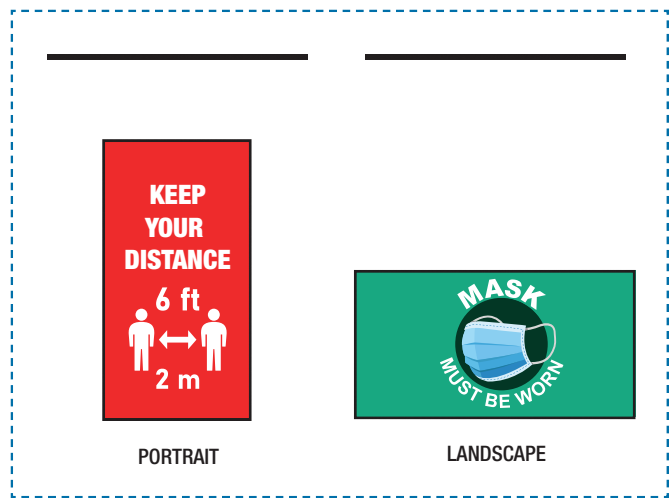 KEEP
YOUR
DISTANCE
6 ft
2 m
PORTRAIT
MASK
MUST BE WORN
LANDSCAPE